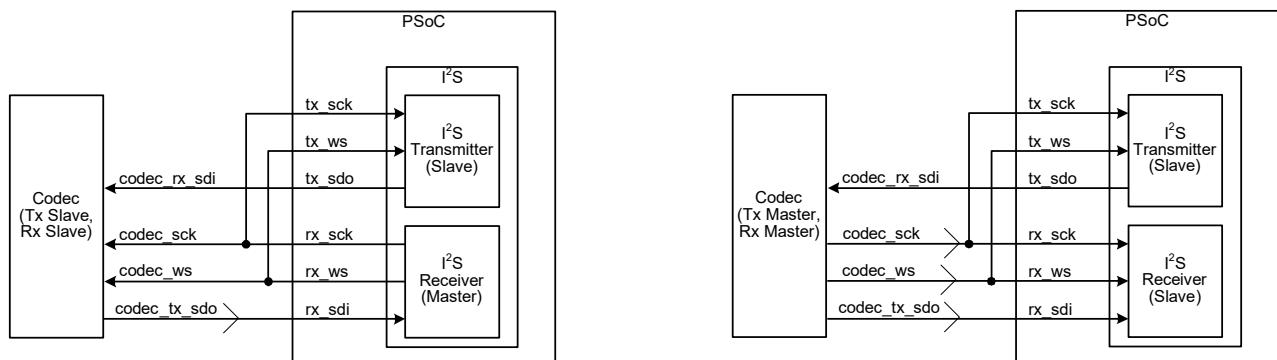 PSoC
I²S
tx_sck
I²S
Transmitter
(Slave)
tx_ws
codec_rx_sdi
tx_sdo
Codec
(Tx Slave,
Rx Slave)
codec_sck
rx_sck
I²S
Receiver
(Master)
codec_ws
rx_ws
codec_tx_sdo
rx_sdi
PSoC
I²S
tx_sck
I²S
Transmitter
(Slave)
tx_ws
codec_rx_sdi
tx_sdo
Codec
(Tx Master,
Rx Master)
codec_sck
rx_sck
I²S
Receiver
(Slave)
codec_ws
rx_ws
codec_tx_sdo
rx_sdi